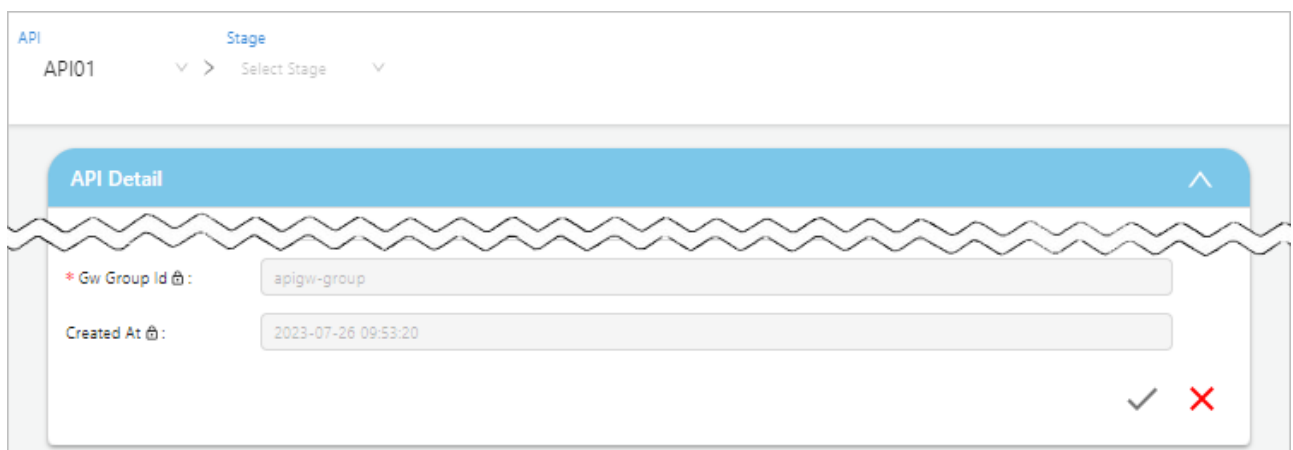 API Stage
API01 > Select Stage
API Detail
* Gw Group Id : apigw-group
Created At : 2023-07-26 09:53:20